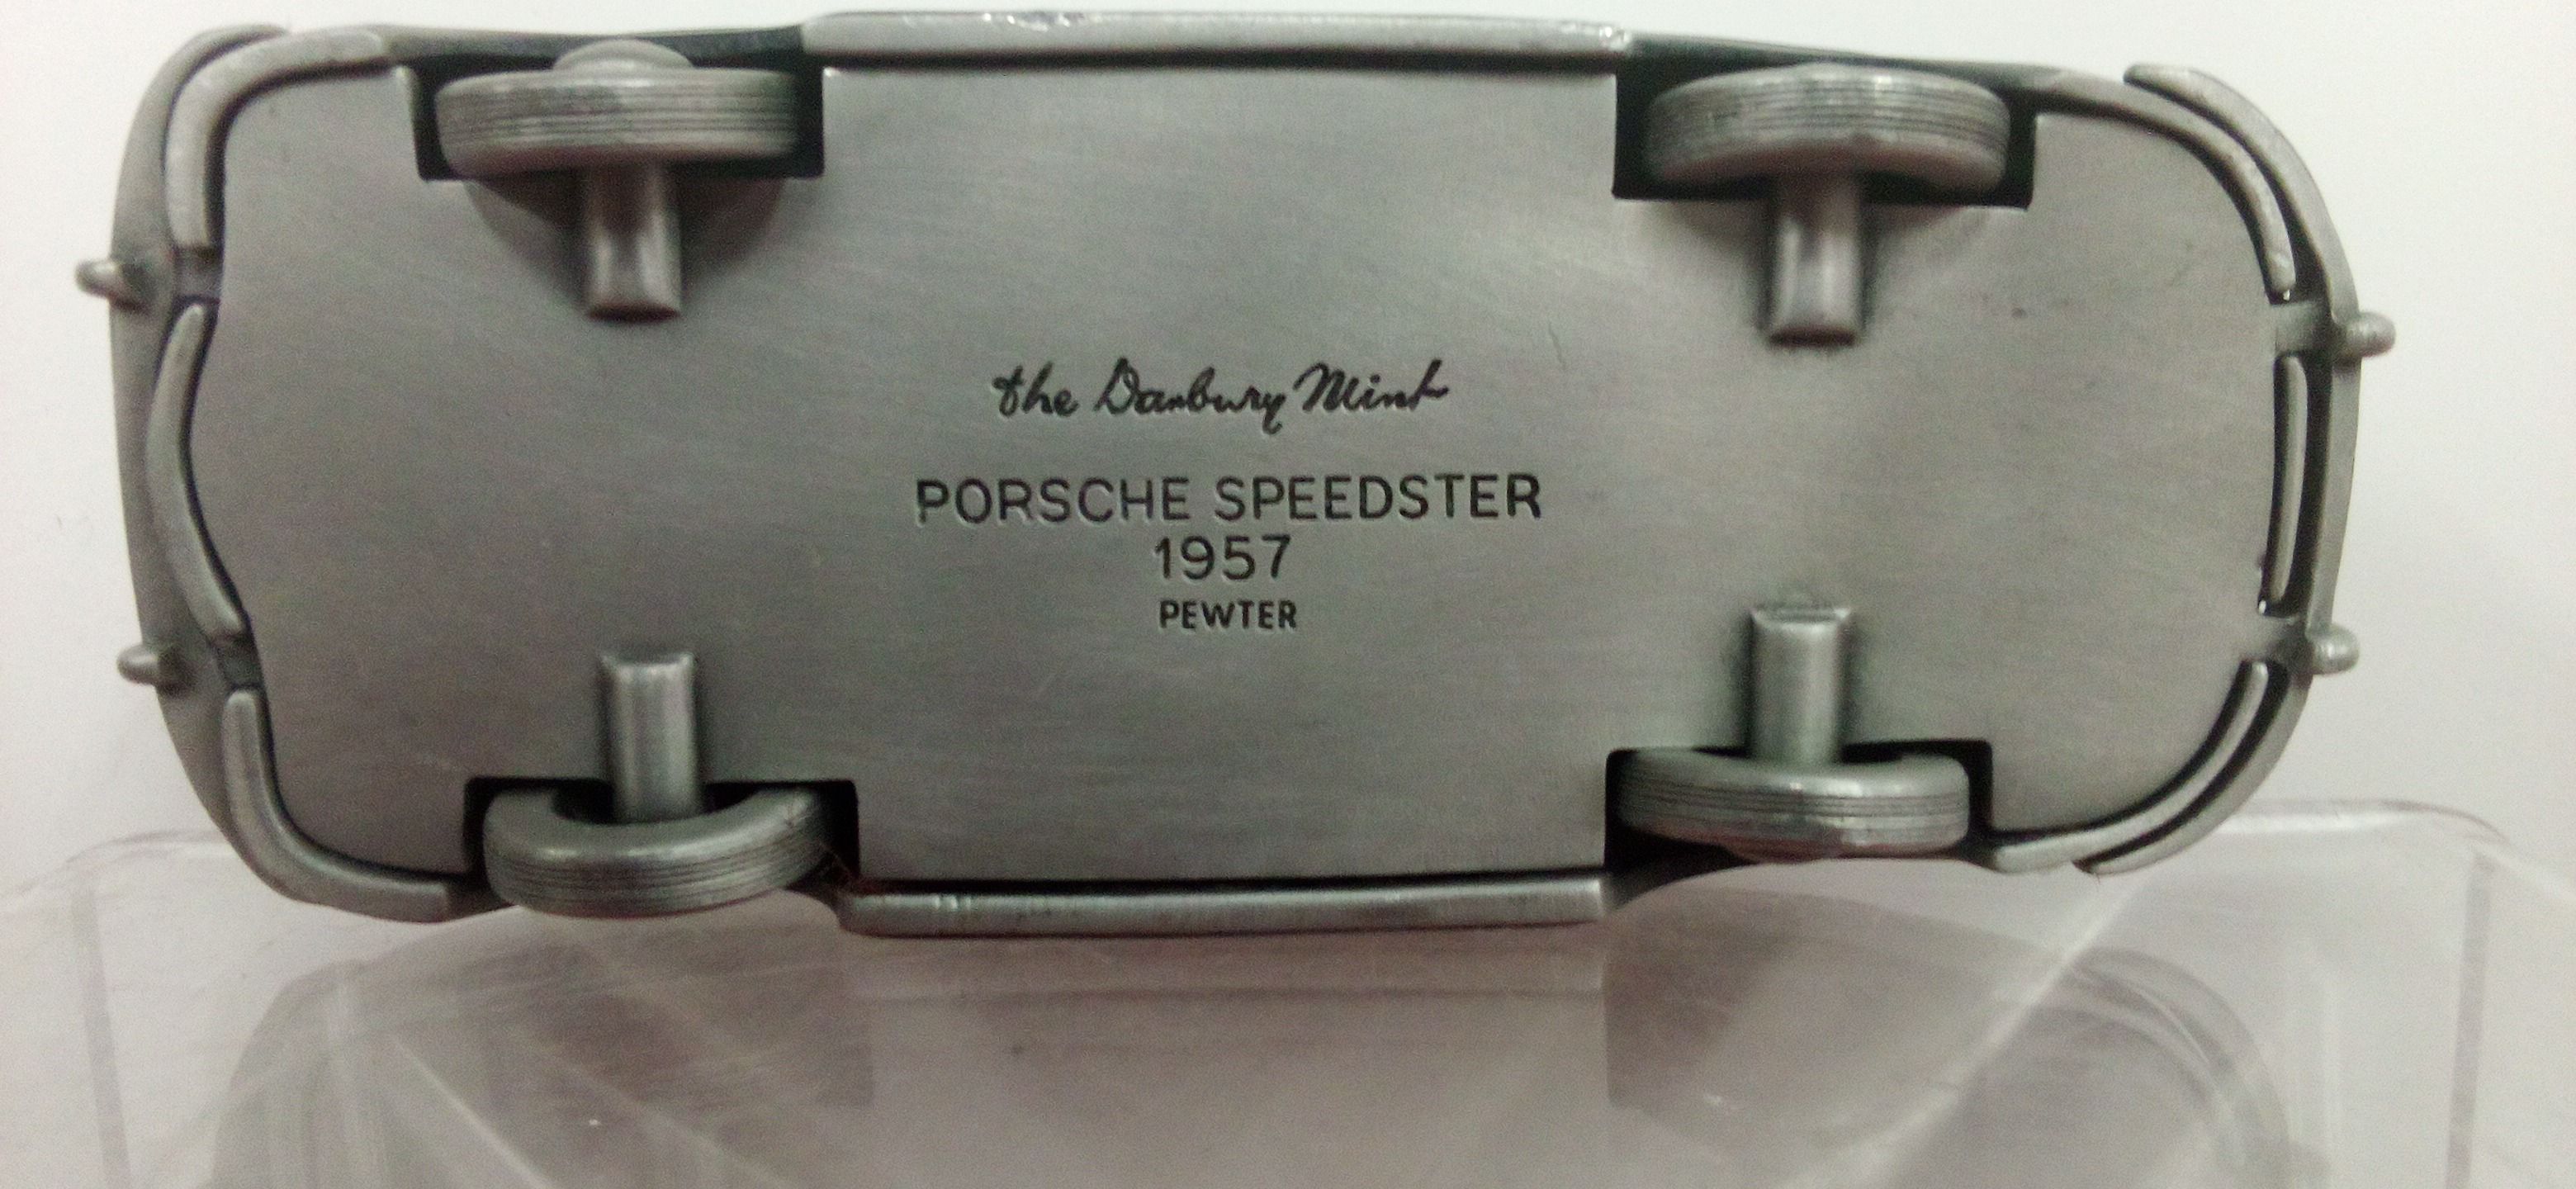 the Danbury Mint
PORSCHE SPEEDSTER
1957
PEWTER